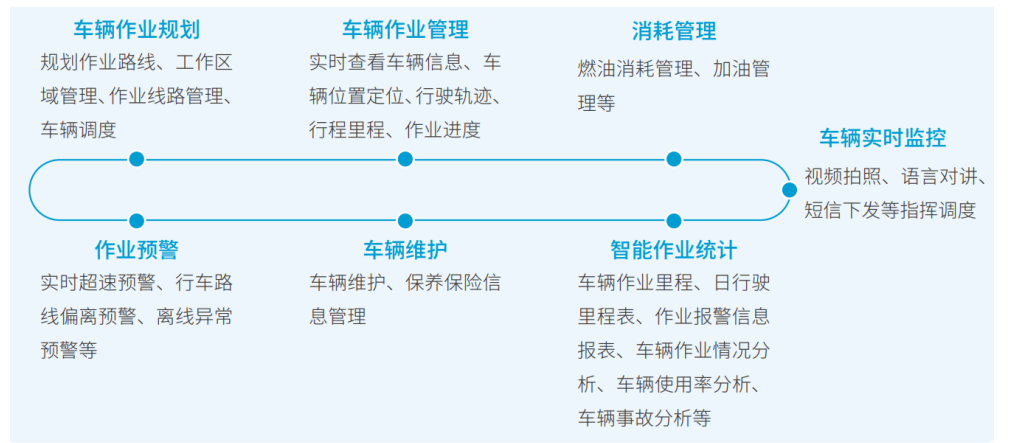 车辆作业规划
规划作业路线、工作区
域管理、作业线路管理、
车辆调度
车辆作业管理
实时查看车辆信息、车
辆位置定位、行驶轨迹、
行程里程、作业进度
消耗管理
燃油消耗管理、加油管
理等
车辆实时监控
视频拍照、语言对讲、
短信下发等指挥调度
作业预警
实时超速预警、行车路
线偏离预警、离线异常
预警等
车辆维护
车辆维护、保养保险信
息管理
智能作业统计
车辆作业里程、日行驶
里程表、作业报警信息
报表、车辆作业情况分
析、车辆使用率分析、
车辆事故分析等